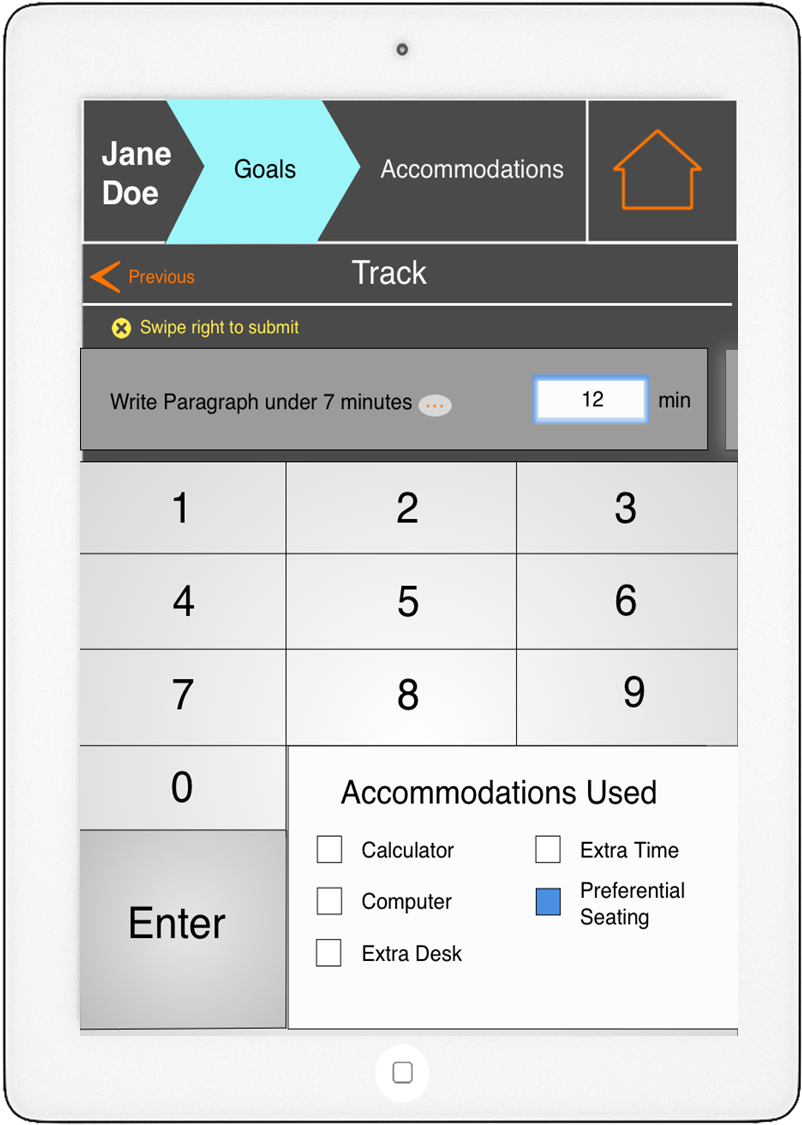 Jane
Doe
Goals
Accommodations
Previous
Track
Swipe right to submit
Write Paragraph under 7 minutes ... 12 min
1 2 3
4 5 6
7 8 9
0
Enter
Accommodations Used
Calculator
Extra Time
Computer
Preferential
Seating
Extra Desk